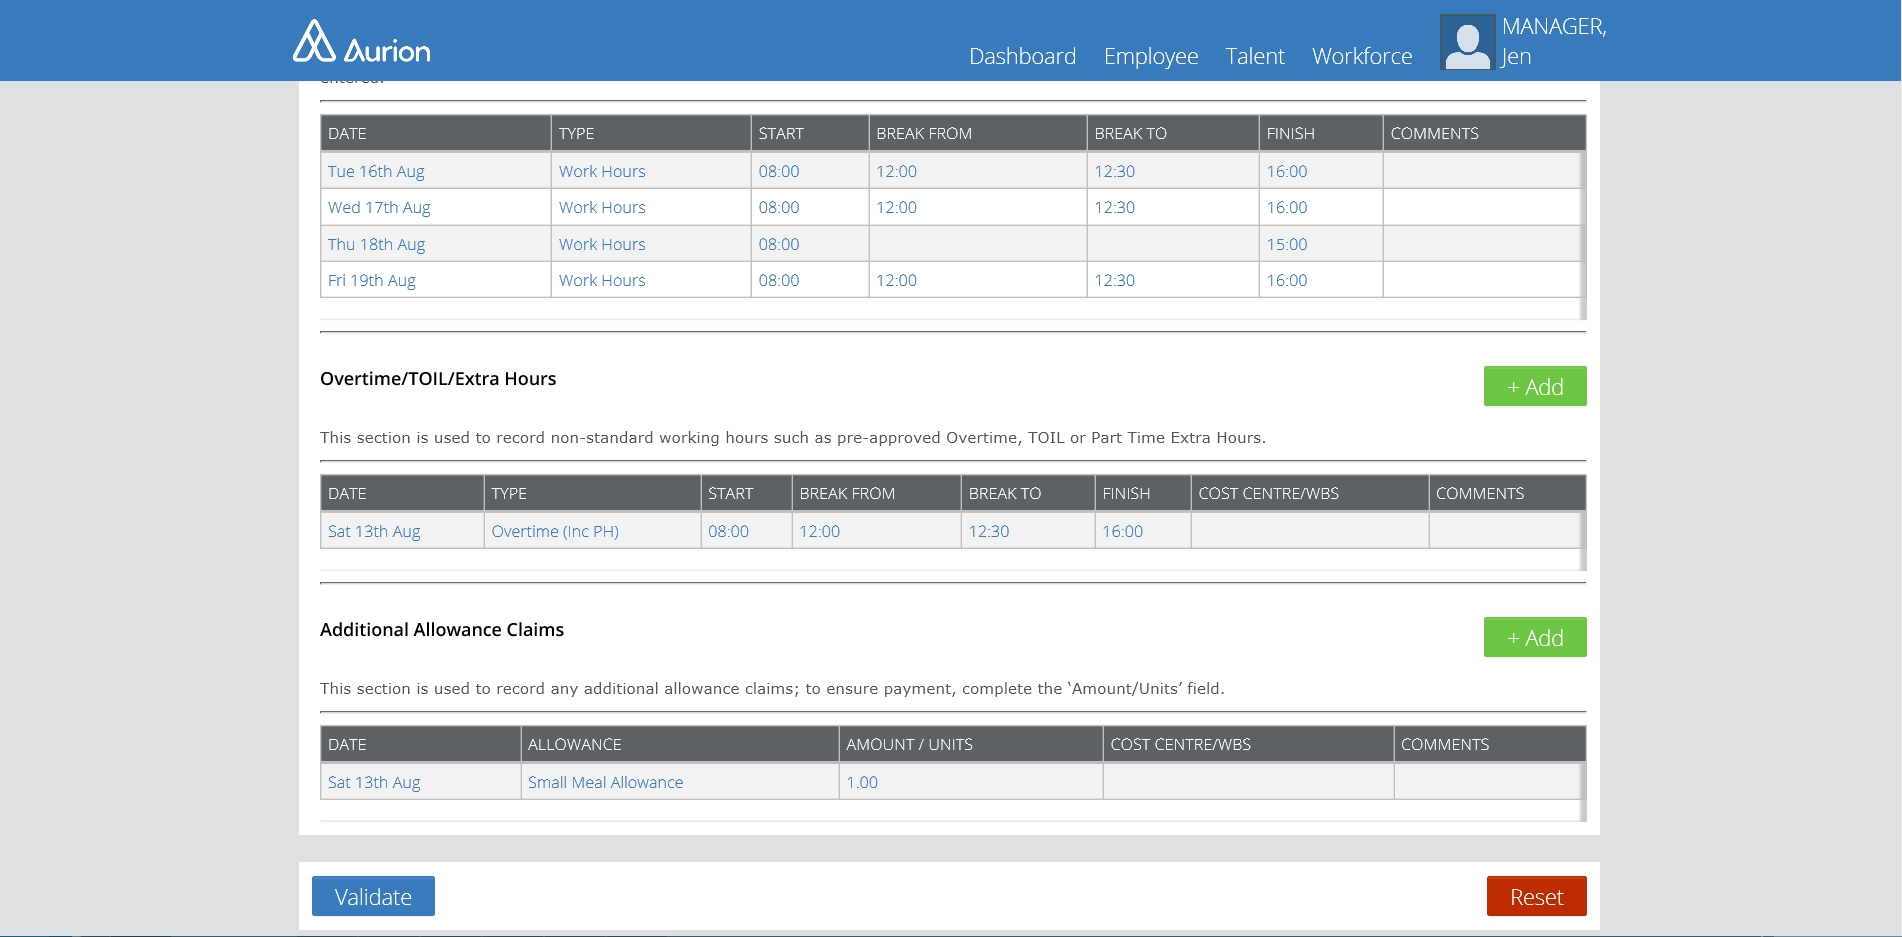 Aurion
Dashboard Employee Talent Workforce MANAGER,
Jen
entered.
DATE TYPE START BREAK FROM BREAK TO FINISH COMMENTS
Tue 16th Aug Work Hours 08:00 12:00 12:30 16:00
Wed 17th Aug Work Hours 08:00 12:00 12:30 16:00
Thu 18th Aug Work Hours 08:00 15:00
Fri 19th Aug Work Hours 08:00 12:00 12:30 16:00
Overtime/TOIL/Extra Hours
+ Add
This section is used to record non-standard working hours such as pre-approved Overtime, TOIL or Part Time Extra Hours.
DATE TYPE START BREAK FROM BREAK TO FINISH COST CENTRE/WBS COMMENTS
Sat 13th Aug Overtime (Inc PH) 08:00 12:00 12:30 16:00
Additional Allowance Claims
+ Add
This section is used to record any additional allowance claims; to ensure payment, complete the ‘Amount/Units’ field.
DATE ALLOWANCE AMOUNT / UNITS COST CENTRE/WBS COMMENTS
Sat 13th Aug Small Meal Allowance 1.00
Validate
Reset